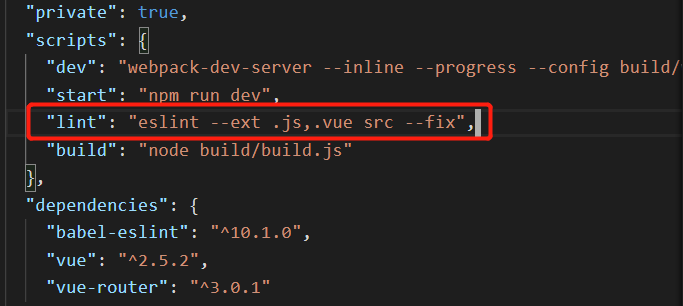 "private": true,
"scripts": {
"dev": "webpack-dev-server --inline --progress --config build/
"start": "npm run dev",
"lint": "eslint --ext .js,.vue src --fix",
"build": "node build/build.js"
},
"dependencies": {
"babel-eslint": "^10.1.0",
"vue": "^2.5.2",
"vue-router": "^3.0.1"